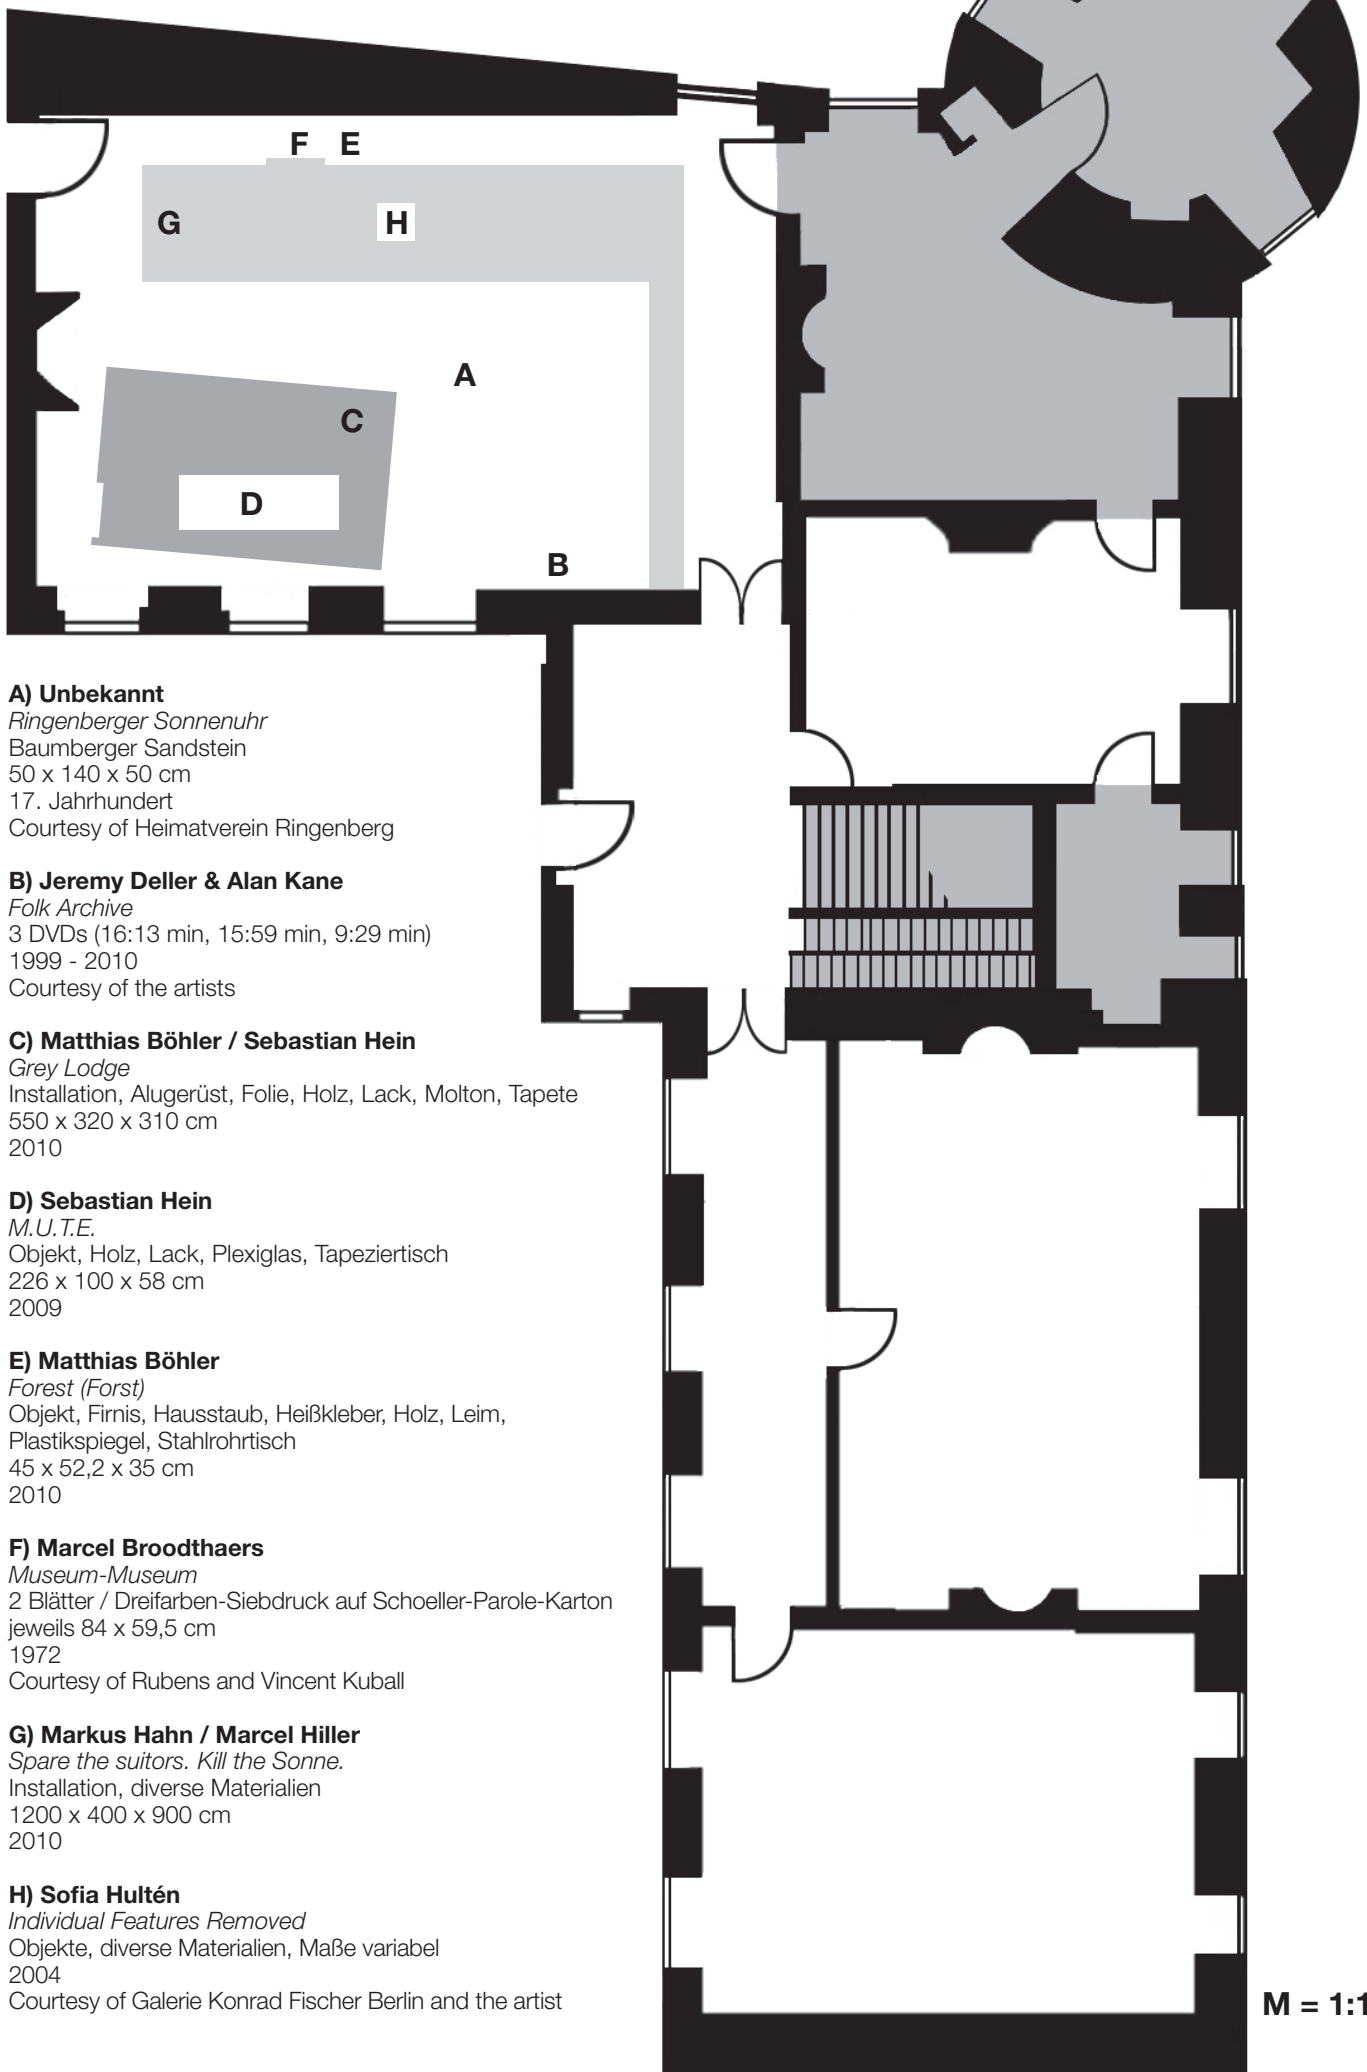 F E
G
H
A
C
D
B
A) Unbekannt
Ringenberger Sonnenuhr
Baumberger Sandstein
50 x 140 x 50 cm
17. Jahrhundert
Courtesy of Heimatverein Ringenberg
B) Jeremy Deller & Alan Kane
Folk Archive
3 DVDs (16:13 min, 15:59 min, 9:29 min)
1999 - 2010
Courtesy of the artists
C) Matthias Böhler / Sebastian Hein
Grey Lodge
Installation, Alugerüst, Folie, Holz, Lack, Molton, Tapete
550 x 320 x 310 cm
2010
D) Sebastian Hein
M.U.T.E.
Objekt, Holz, Lack, Plexiglas, Tapeziertisch
226 x 100 x 58 cm
2009
E) Matthias Böhler
Forest (Forst)
Objekt, Firnis, Hausstaub, Heißkleber, Holz, Leim,
Plastikspiegel, Stahlrohrtisch
45 x 52,2 x 35 cm
2010
F) Marcel Broodthaers
Museum-Museum
2 Blätter / Dreifarben-Siebdruck auf Schoeller-Parole-Karton
jeweils 84 x 59,5 cm
1972
Courtesy of Rubens and Vincent Kuball
G) Markus Hahn / Marcel Hiller
Spare the suitors. Kill the Sonne.
Installation, diverse Materialien
1200 x 400 x 900 cm
2010
H) Sofia Hultén
Individual Features Removed
Objekte, diverse Materialien, Maße variabel
2004
Courtesy of Galerie Konrad Fischer Berlin and the artist
M = 1:1